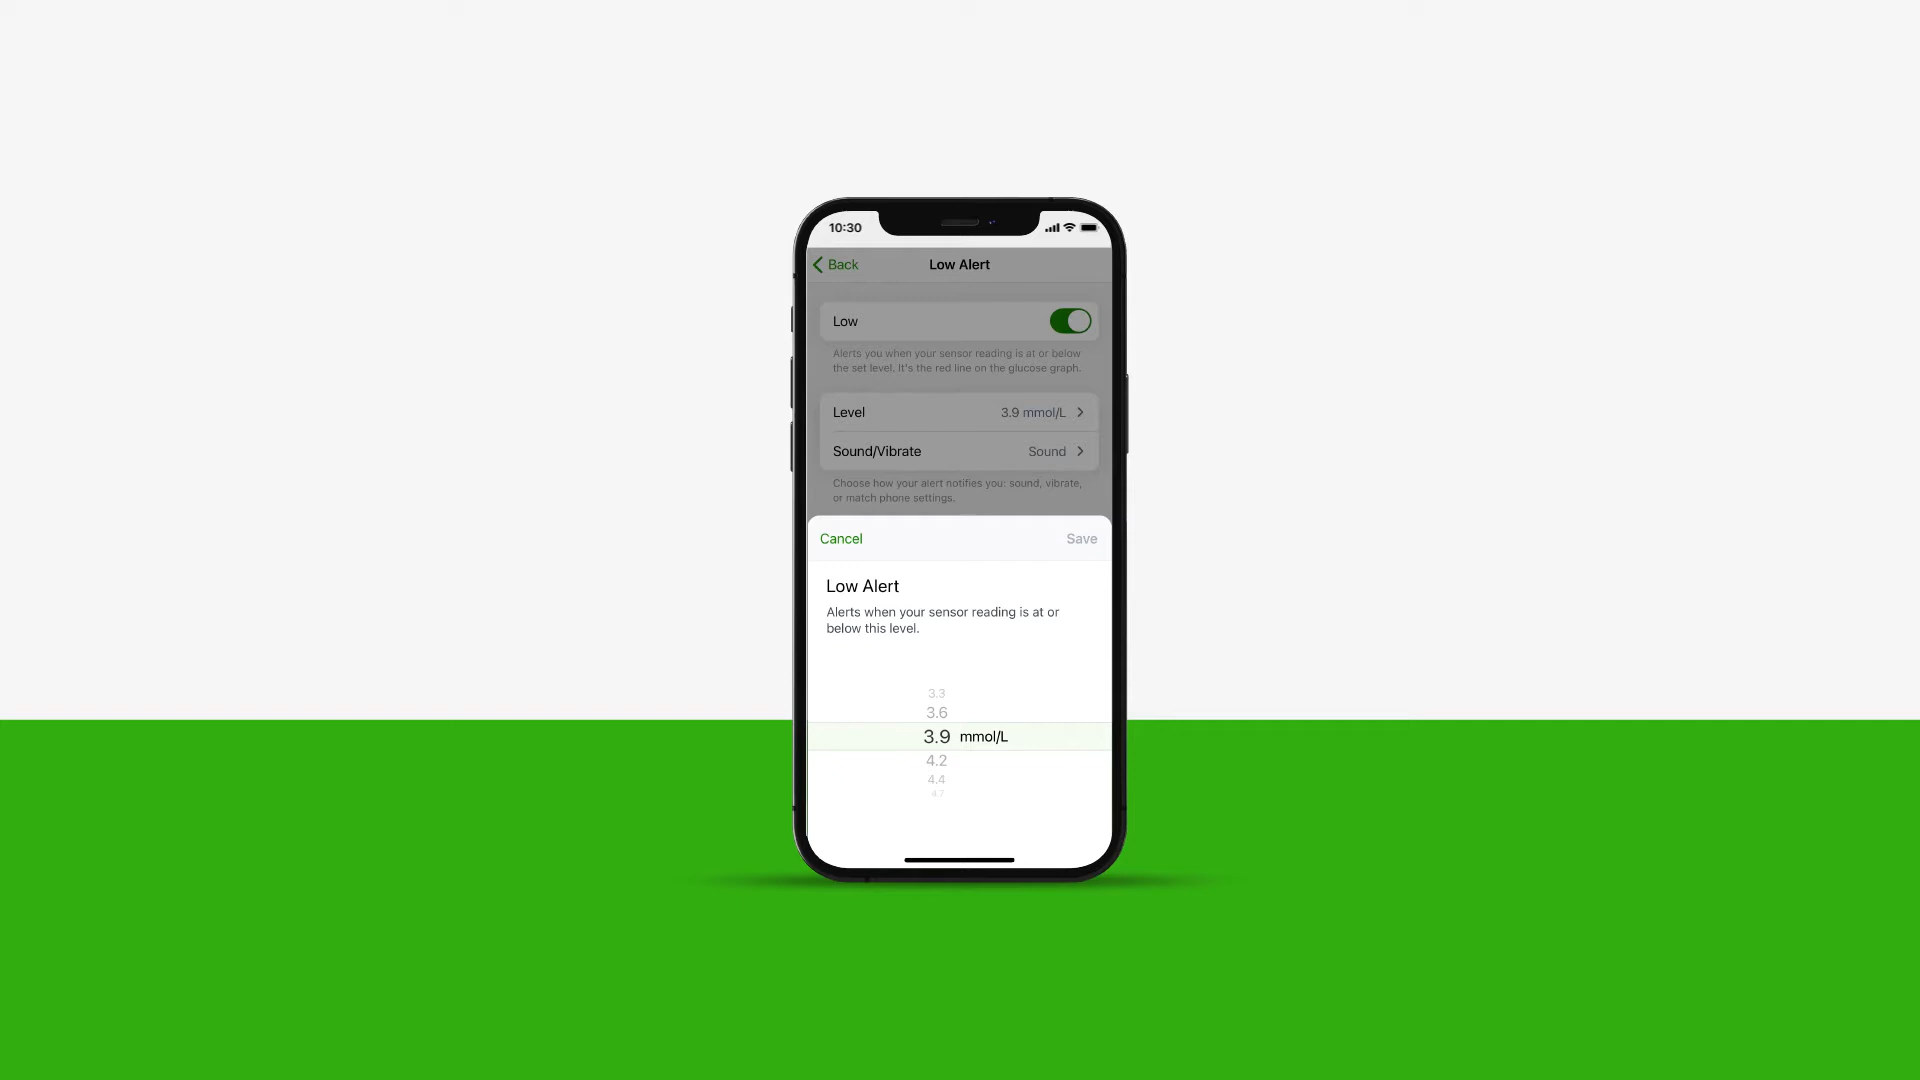 10:30
Back
Low Alert
Low
Alerts you when your sensor reading is at or below
the set level. It's the red line on the glucose graph.
Level 3.9 mmol/L
Sound/Vibrate Sound
Choose how your alert notifies you: sound, vibrate,
or match phone settings.
Cancel Save
Low Alert
Alerts when your sensor reading is at or
below this level.
3.3
3.6
3.9 mmol/L
4.2
4.4
4.7